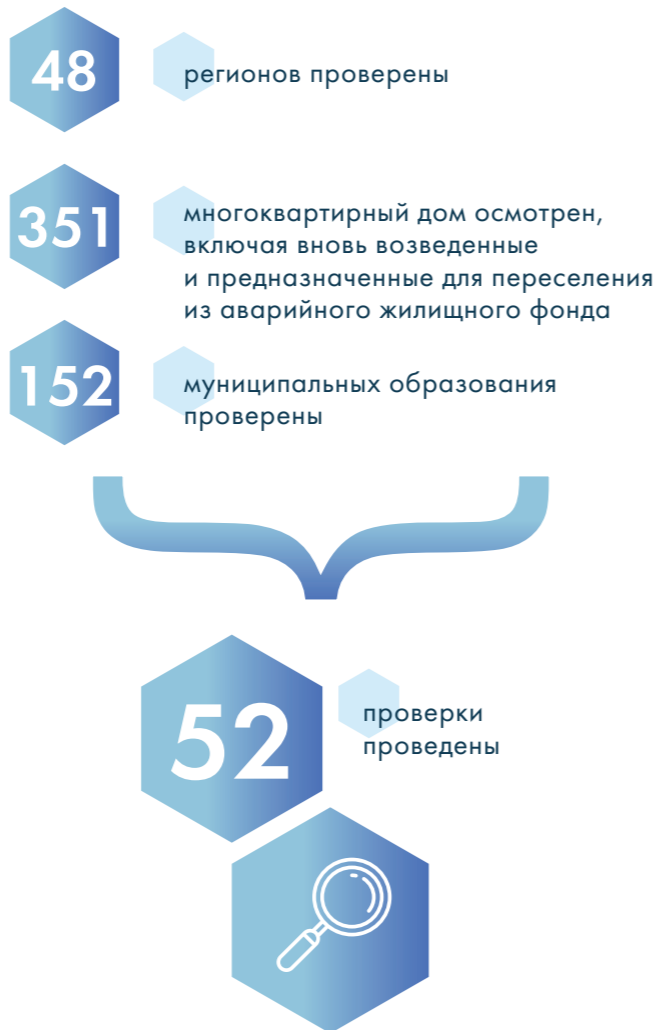 48
регионов проверены
351
многоквартирный дом осмотрен,
включая вновь возведенные
и предназначенные для переселения
из аварийного жилищного фонда
152
муниципальных образования
проверены
52
проверки
проведены